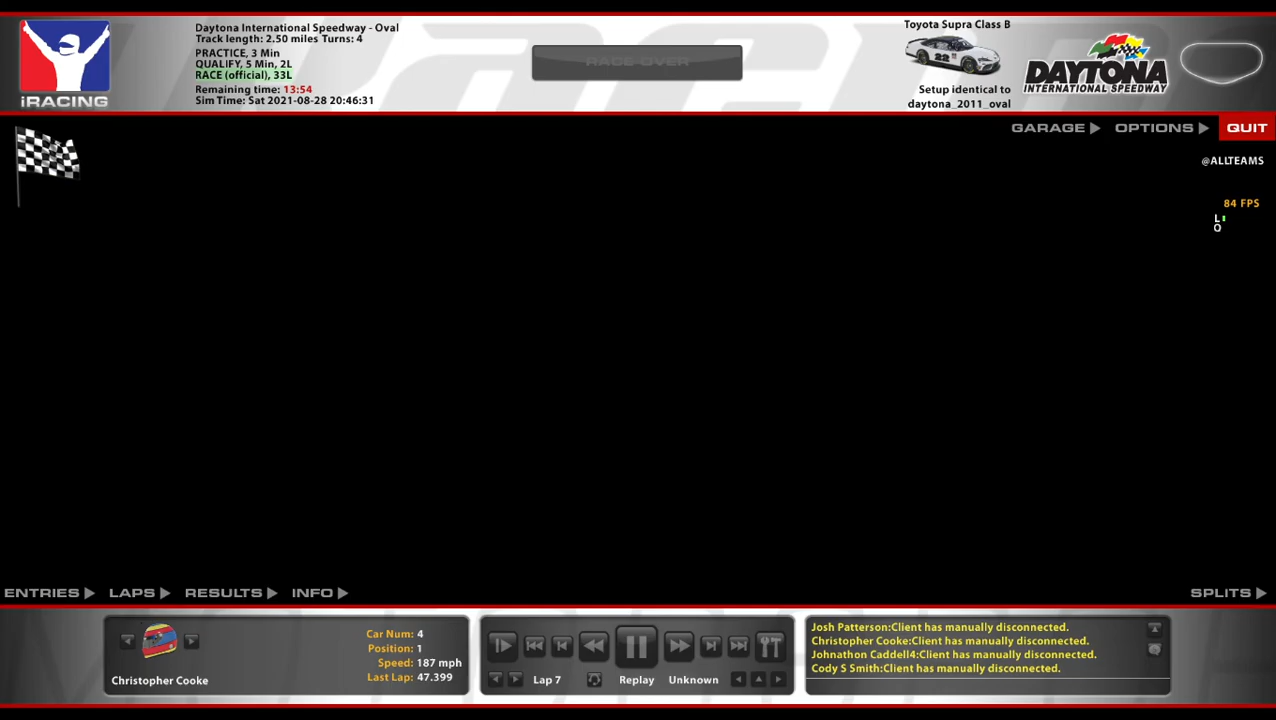 iRACING
Daytona International Speedway - Oval
Track length: 2.50 miles Turns: 4
PRACTICE, 3 Min
QUALIFY, 5 Min, 2L
RACE (official), 33L
Remaining time: 13:54
Sim Time: Sat 2021-08-28 20:46:31
RACE OVER
Toyota Supra Class B
22
Setup identical to
daytona_2011_oval
DAYTONA
INTERNATIONAL SPEEDWAY
GARAGE
OPTIONS
QUIT
@ALLTEAMS
84 FPS
L
Q
ENTRIES
LAPS
RESULTS
INFO
SPLITS
Christopher Cooke
Car Num: 4
Position: 1
Speed: 187 mph
Last Lap: 47.399
Lap 7
Replay
Unknown
Josh Patterson:Client has manually disconnected.
Christopher Cooke:Client has manually disconnected.
Johnathon Caddell4:Client has manually disconnected.
Cody S Smith:Client has manually disconnected.